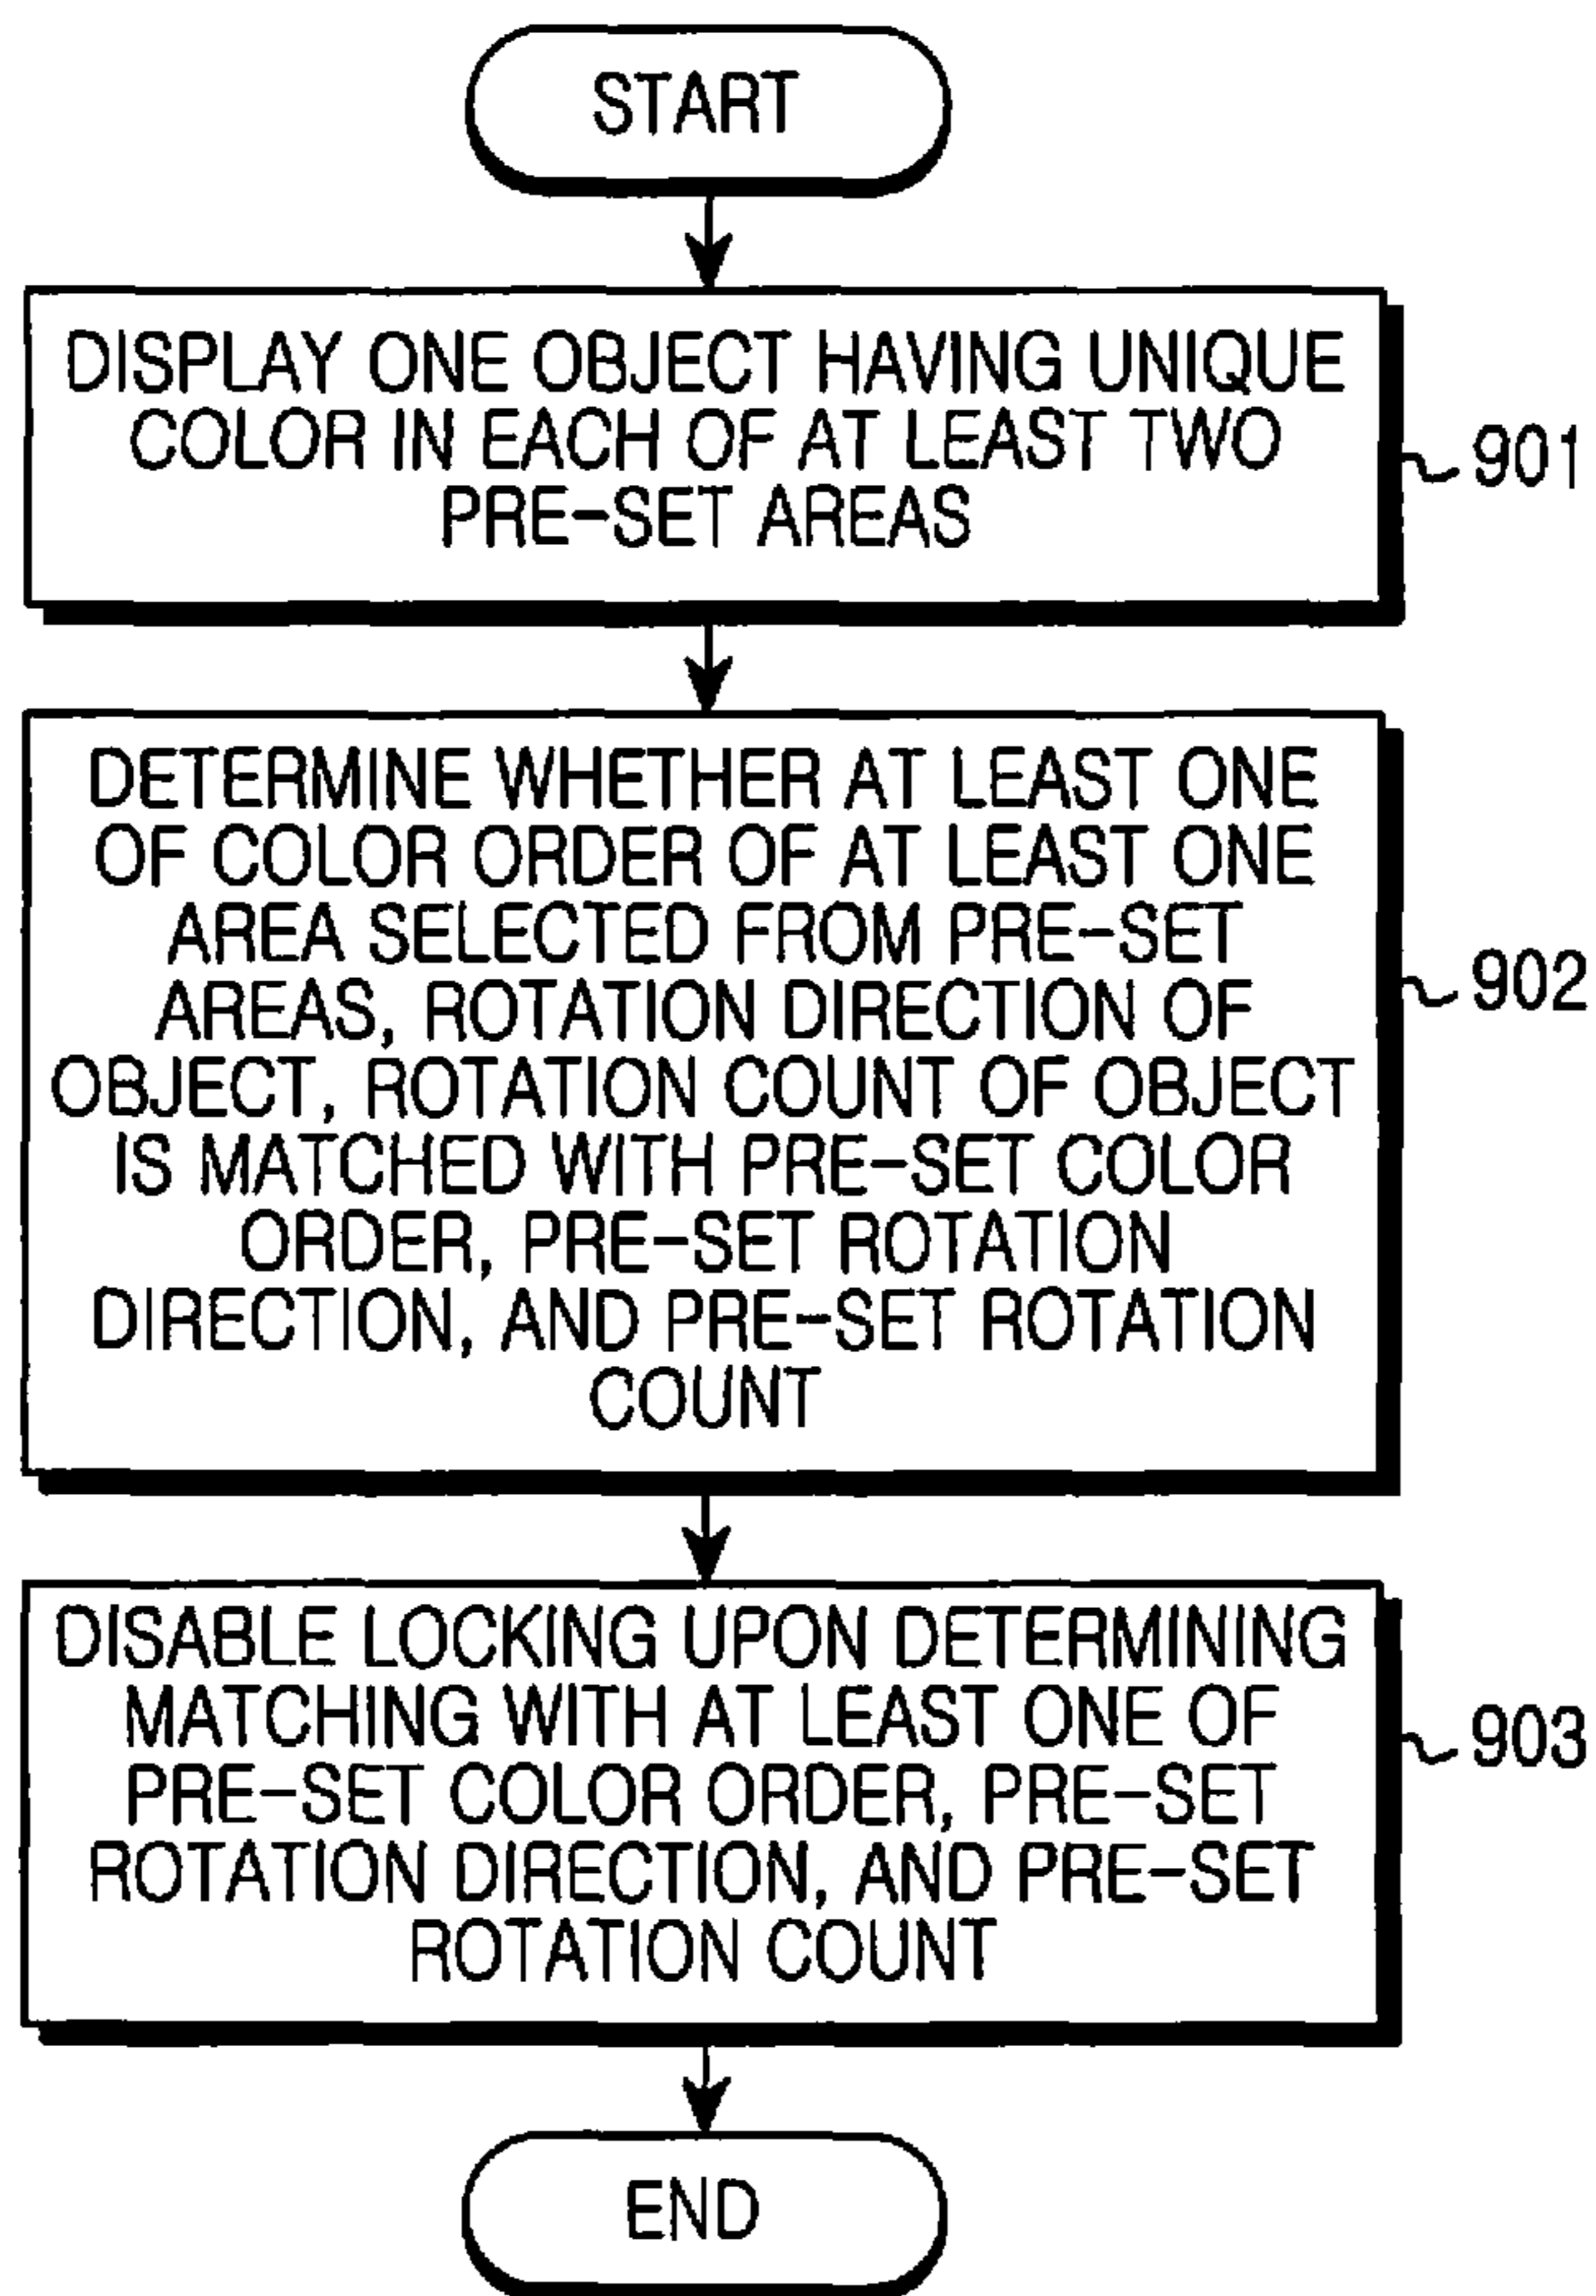 START
DISPLAY ONE OBJECT HAVING UNIQUE
COLOR IN EACH OF AT LEAST TWO
PRE-SET AREAS
901
DETERMINE WHETHER AT LEAST ONE
OF COLOR ORDER OF AT LEAST ONE
AREA SELECTED FROM PRE-SET
AREAS, ROTATION DIRECTION OF
OBJECT, ROTATION COUNT OF OBJECT
IS MATCHED WITH PRE-SET COLOR
ORDER, PRE-SET ROTATION
DIRECTION, AND PRE-SET ROTATION
COUNT
902
DISABLE LOCKING UPON DETERMINING
MATCHING WITH AT LEAST ONE OF
PRE-SET COLOR ORDER, PRE-SET
ROTATION DIRECTION, AND PRE-SET
ROTATION COUNT
903
END